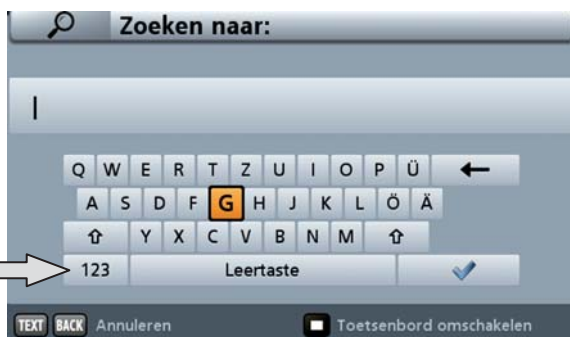 Zoeken naar:
Q W E R T Z U I O P Ü
A S D F G H J K L Ö Ä
Y X C V B N M
123 Leertaste
TEXT BACK Annuleren Toetsenbord omschakelen